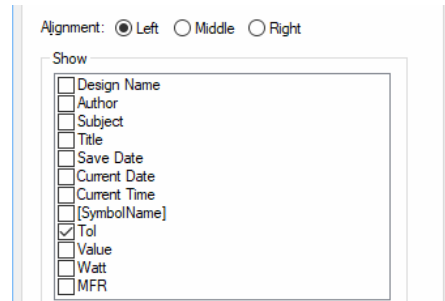 Alignment: Left Middle Right
Show
Design Name
Author
Subject
Title
Save Date
Current Date
Current Time
[SymbolName]
Tol
Value
Watt
MFR